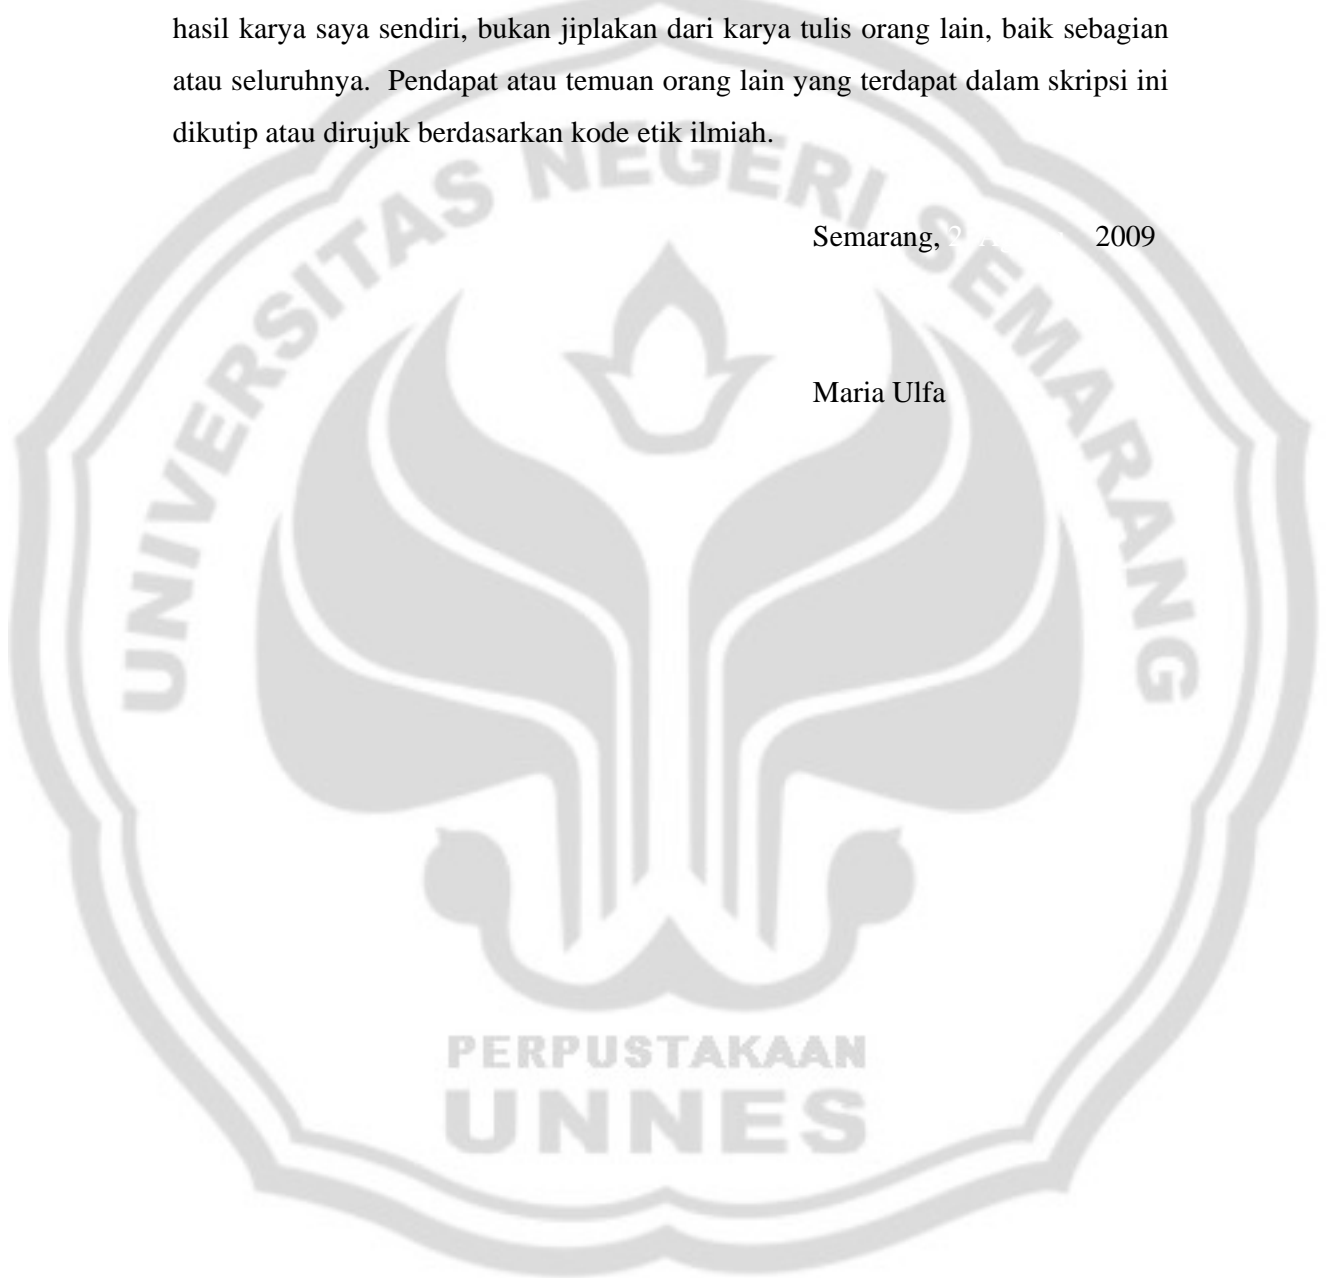 hasil karya saya sendiri, bukan jiplakan dari karya tulis orang lain, baik sebagian
atau seluruhnya.  Pendapat atau temuan orang lain yang terdapat dalam skripsi ini
dikutip atau dirujuk berdasarkan kode etik ilmiah.
Semarang, 2009
Maria Ulfa
UNIVERSITAS NEGERI SEMARANG
PERPUSTAKAAN
UNNES